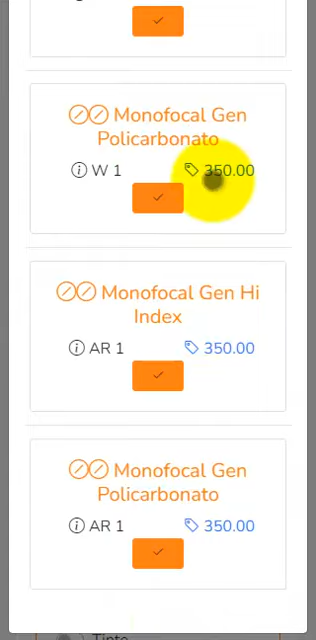 Monofocal Gen
Policarbonato
W 1 350.00
Monofocal Gen Hi
Index
AR 1 350.00
Monofocal Gen
Policarbonato
AR 1 350.00
Tinto